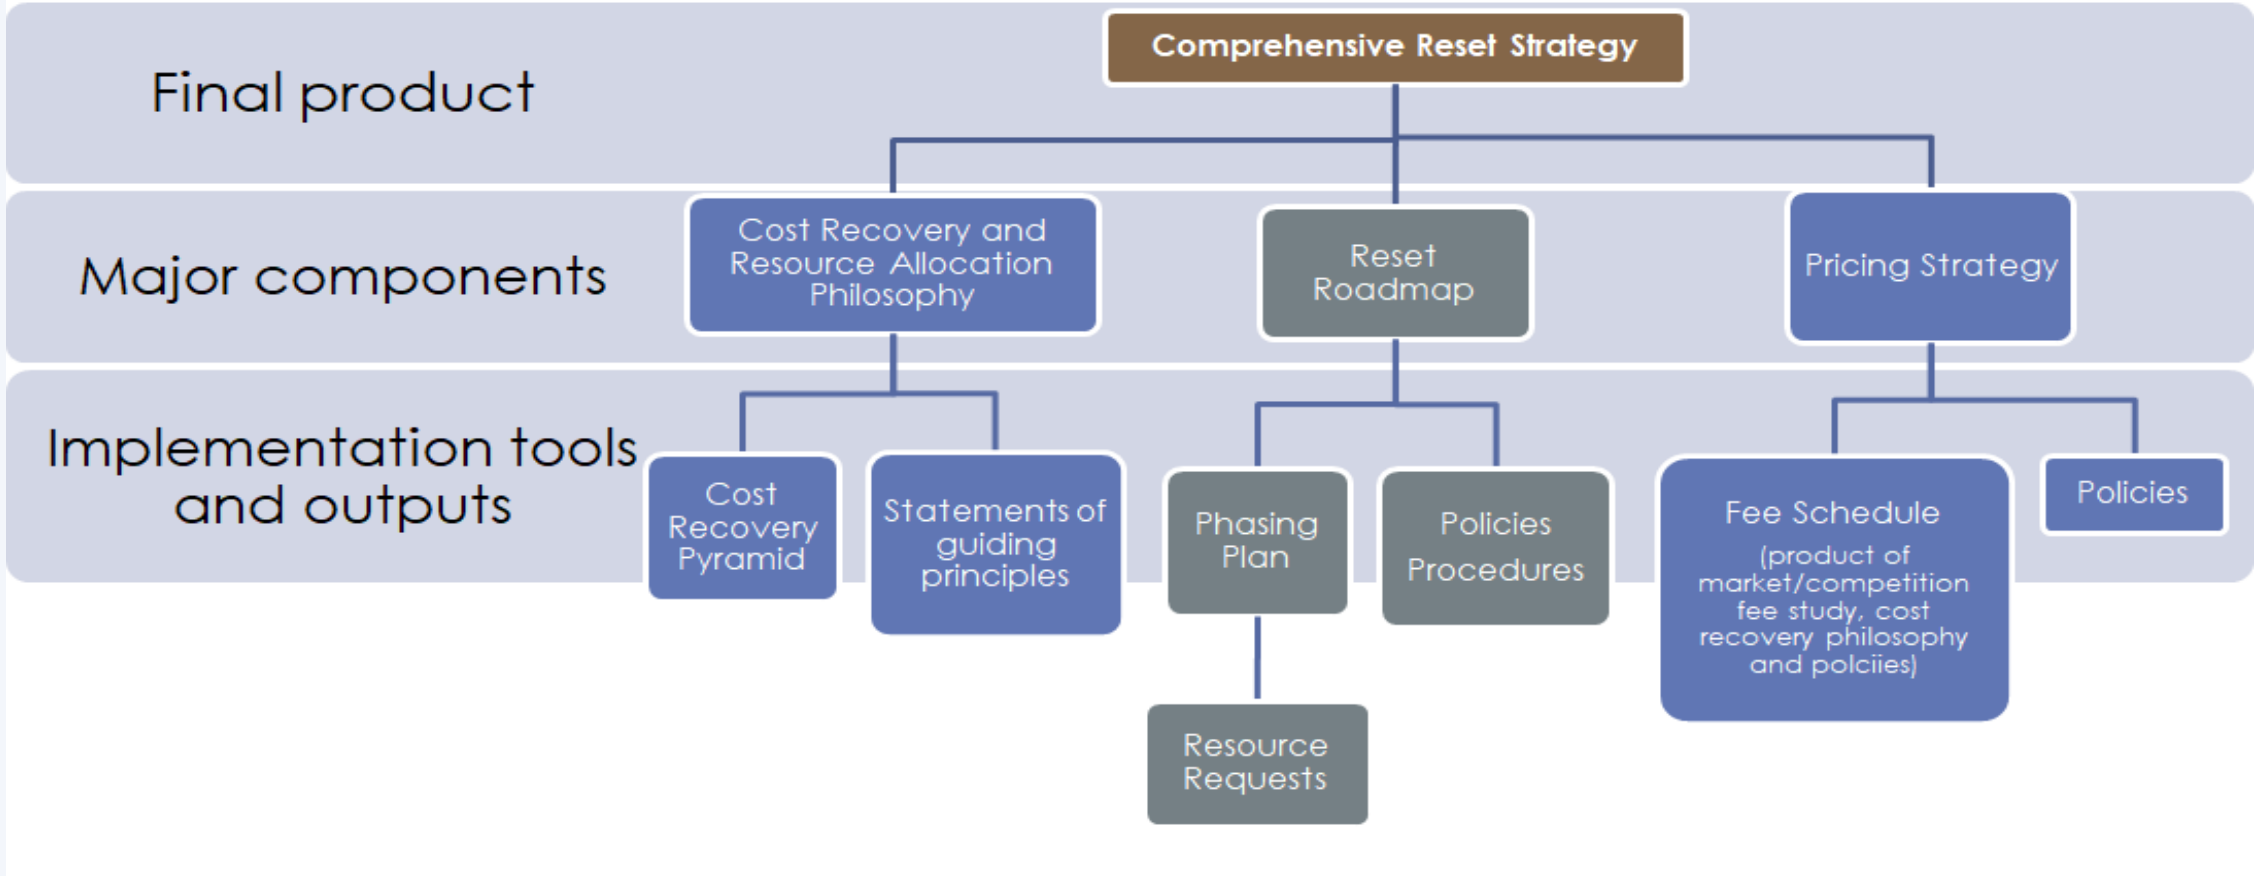 Comprehensive Reset Strategy
Final product
Cost Recovery and
Resource Allocation
Philosophy
Reset
Roadmap
Pricing Strategy
Major components
Implementation tools
and outputs
Cost
Recovery
Pyramid
Statements of
guiding
principles
Phasing
Plan
Policies
Procedures
Fee Schedule
(product of
market/competition
fee study, cost
recovery philosophy
and polciies)
Policies
Resource
Requests